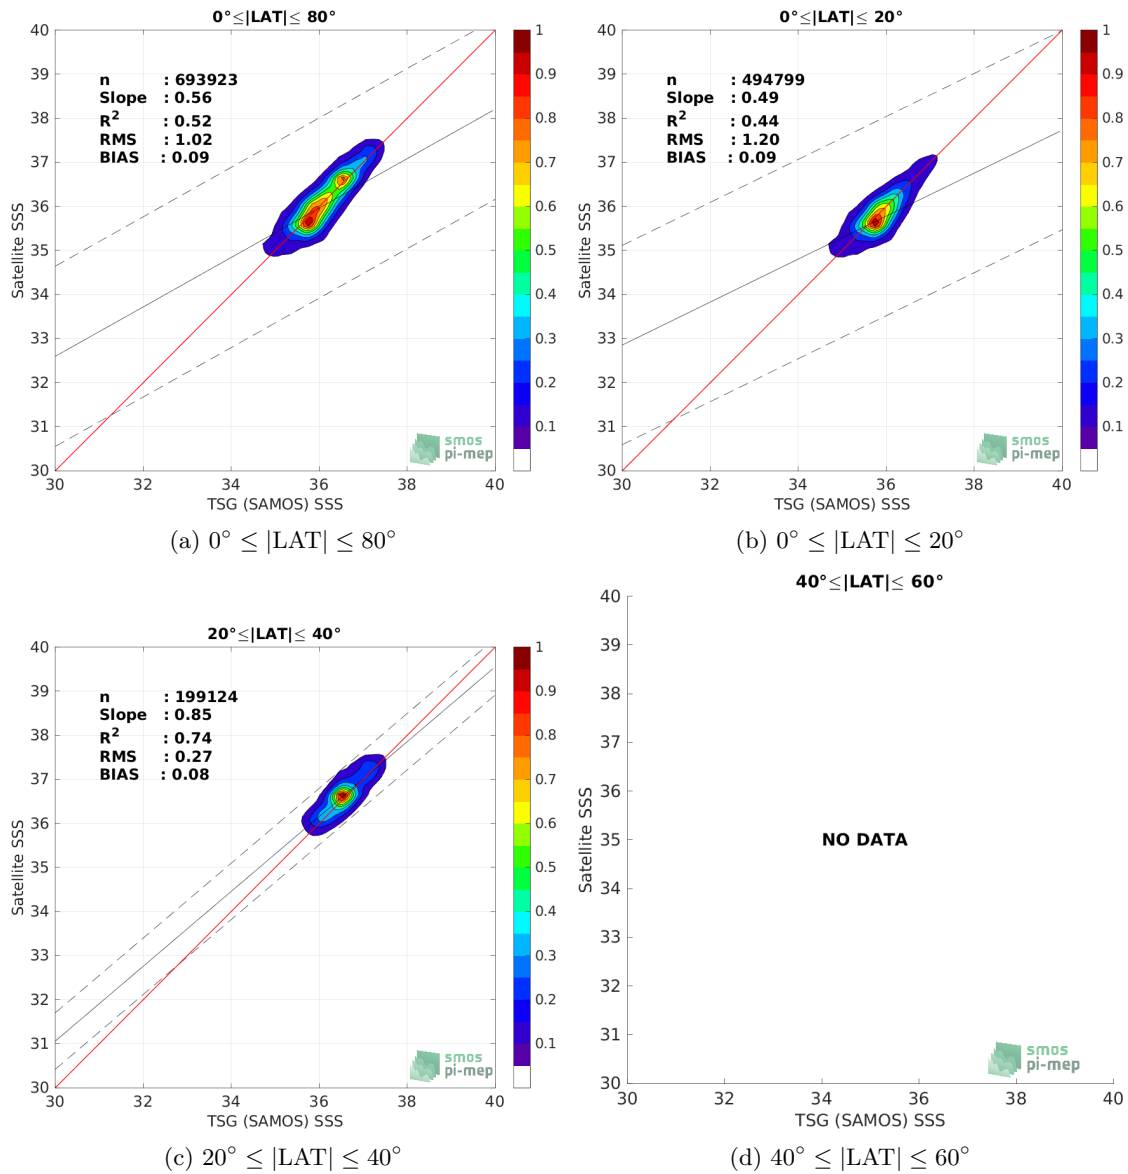 0°≤|LAT|≤ 80°
n : 693923
Slope : 0.56
R² : 0.52
RMS : 1.02
BIAS : 0.09
40
39
38
37
36
35
34
33
32
31
30
Satellite SSS
30 32 34 36 38 40
TSG (SAMOS) SSS
1
0.9
0.8
0.7
0.6
0.5
0.4
0.3
0.2
0.1
smos
pi-mep
(a) 0° ≤ |LAT| ≤ 80°
0°≤|LAT|≤ 20°
n : 494799
Slope : 0.49
R² : 0.44
RMS : 1.20
BIAS : 0.09
40
39
38
37
36
35
34
33
32
31
30
Satellite SSS
30 32 34 36 38 40
TSG (SAMOS) SSS
1
0.9
0.8
0.7
0.6
0.5
0.4
0.3
0.2
0.1
smos
pi-mep
(b) 0° ≤ |LAT| ≤ 20°
20°≤|LAT|≤ 40°
n : 199124
Slope : 0.85
R² : 0.74
RMS : 0.27
BIAS : 0.08
40
39
38
37
36
35
34
33
32
31
30
Satellite SSS
30 32 34 36 38 40
TSG (SAMOS) SSS
1
0.9
0.8
0.7
0.6
0.5
0.4
0.3
0.2
0.1
smos
pi-mep
(c) 20° ≤ |LAT| ≤ 40°
40°≤|LAT|≤ 60°
40
39
38
37
36
35
34
33
32
31
30
Satellite SSS
NO DATA
30 32 34 36 38 40
TSG (SAMOS) SSS
smos
pi-mep
(d) 40° ≤ |LAT| ≤ 60°